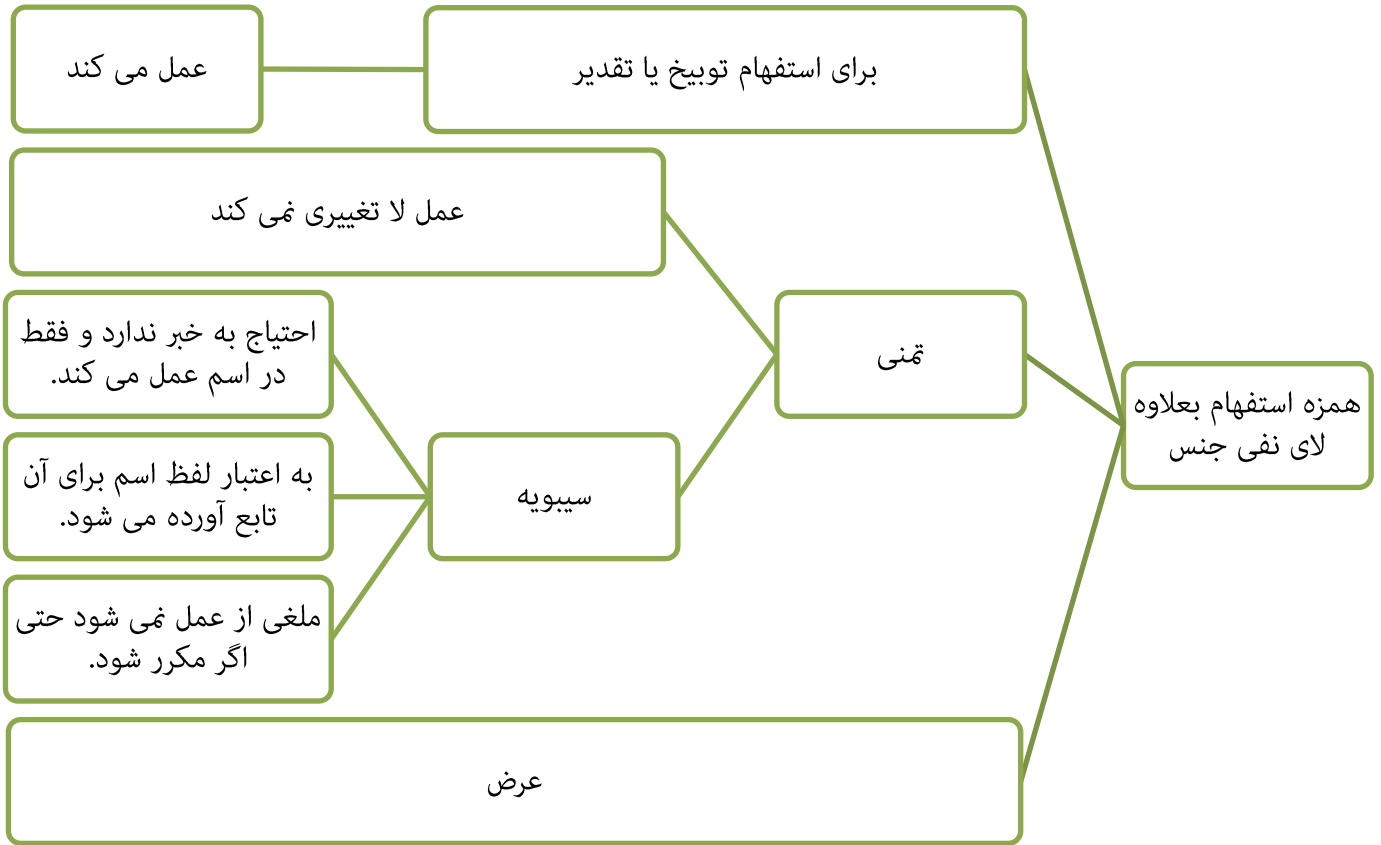 همزه استفهام بعلاوه
لای نفی جنس
برای استفهام توبیخ یا تقدیر
عمل می کند
تمنی
عمل لا تغییری نمی کند
سیبویه
احتیاج به خبر ندارد و فقط
در اسم عمل می کند.
به اعتبار لفظ اسم برای آن
تابع آورده می شود.
ملغی از عمل نمی شود حتی
اگر مکرر شود.
عرض